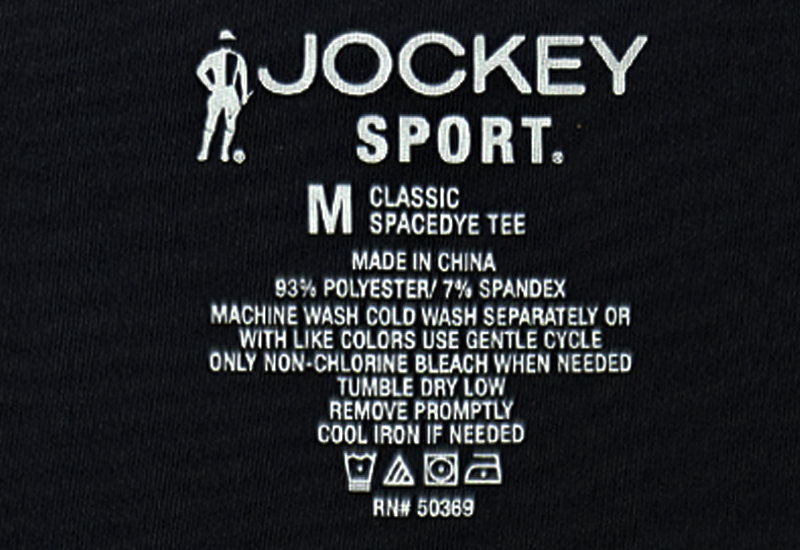 JOCKEY
SPORT.
M CLASSIC
SPACEDYE TEE
MADE IN CHINA
93% POLYESTER/ 7% SPANDEX
MACHINE WASH COLD WASH SEPARATELY OR
WITH LIKE COLORS USE GENTLE CYCLE
ONLY NON-CHLORINE BLEACH WHEN NEEDED
TUMBLE DRY LOW
REMOVE PROMPTLY
COOL IRON IF NEEDED
RN# 50369